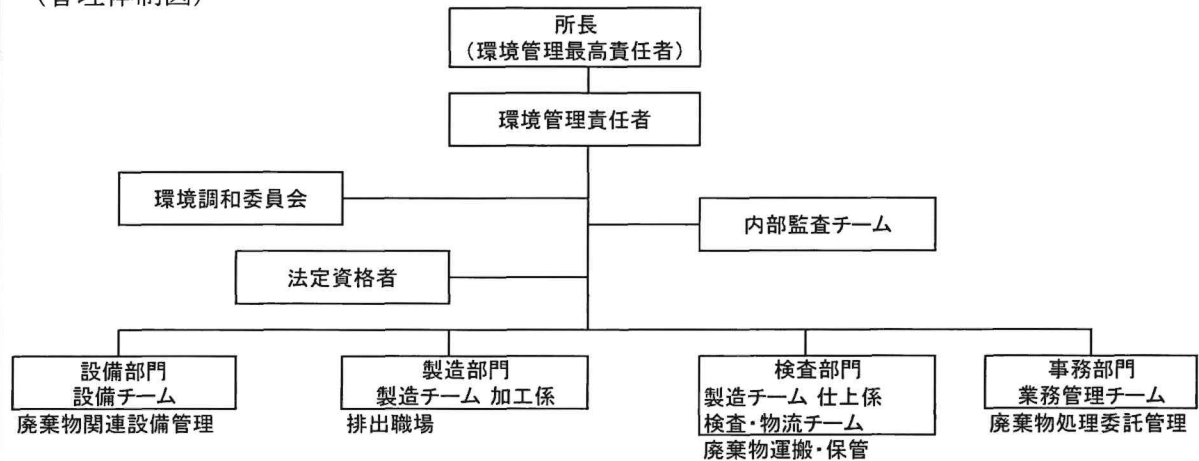 （管理体制図）
所長
（環境管理最高責任者）
環境管理責任者
環境調和委員会
内部監査チーム
法定資格者
設備部門
設備チーム
廃棄物関連設備管理
製造部門
製造チーム 加工係
排出職場
検査部門
製造チーム 仕上係
検査・物流チーム
廃棄物運搬・保管
事務部門
業務管理チーム
廃棄物処理委託管理